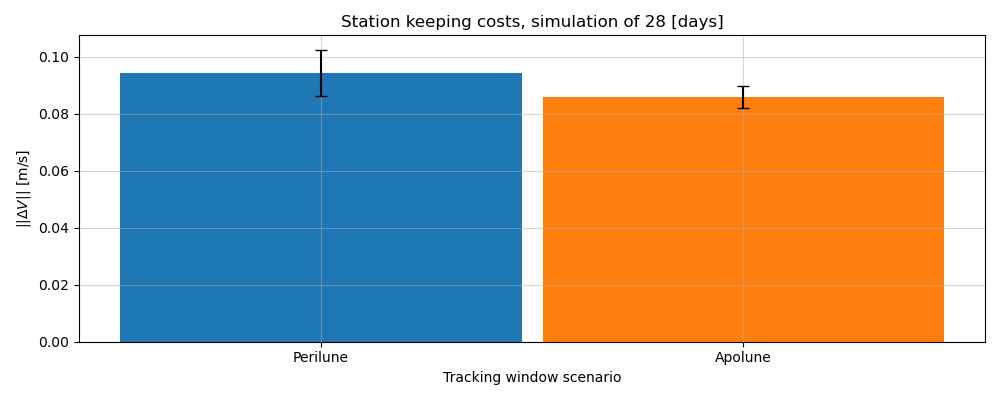 Station keeping costs, simulation of 28 [days]
||ΔV|| [m/s]
0.10
0.08
0.06
0.04
0.02
0.00
Perilune
Apolune
Tracking window scenario